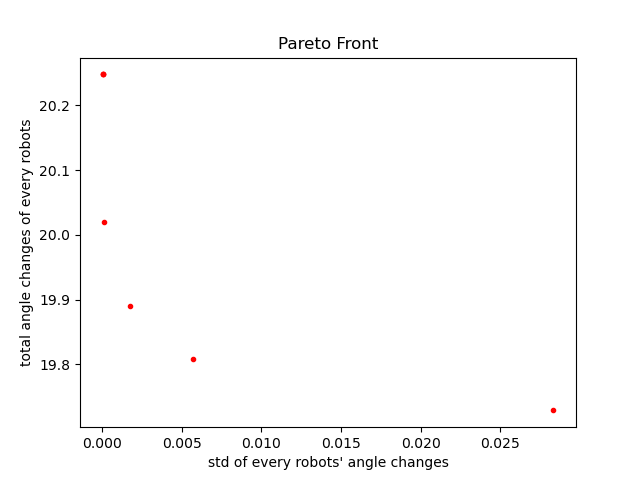 Pareto Front
total angle changes of every robots
20.2
20.1
20.0
19.9
19.8
0.000 0.005 0.010 0.015 0.020 0.025
std of every robots' angle changes